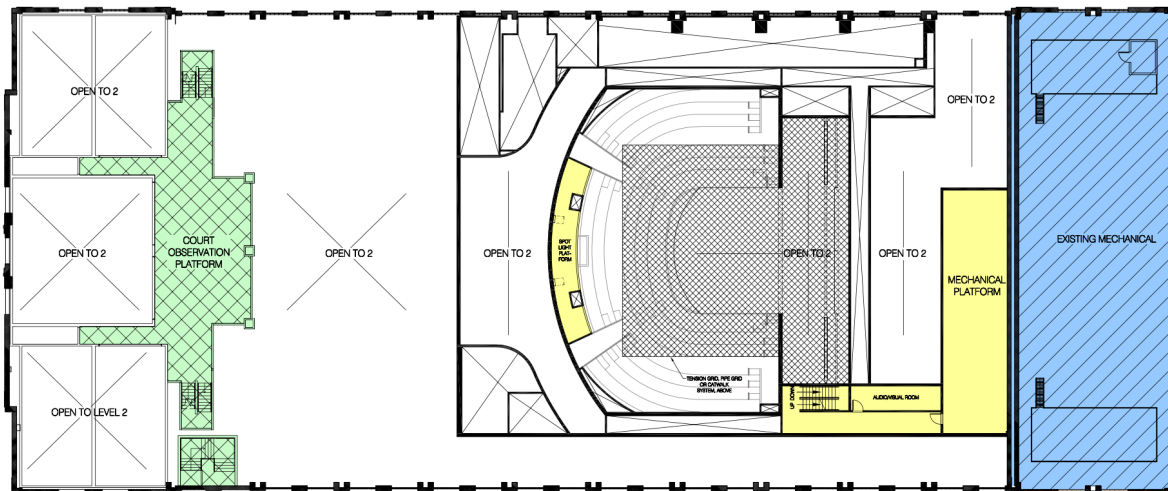 OPEN TO 2
OPEN TO 2
OPEN TO LEVEL 2
COURT
OBSERVATION
PLATFORM
OPEN TO 2
OPEN TO 2
SPOT
LIGHT
PLAT-
FORM
TENSION GRID, PIPE GRID
OR CATWALK
SYSTEM, ABOVE
OPEN TO 2
UP
DOWN
AUDIO/VISUAL ROOM
OPEN TO 2
OPEN TO 2
MECHANICAL
PLATFORM
EXISTING MECHANICAL